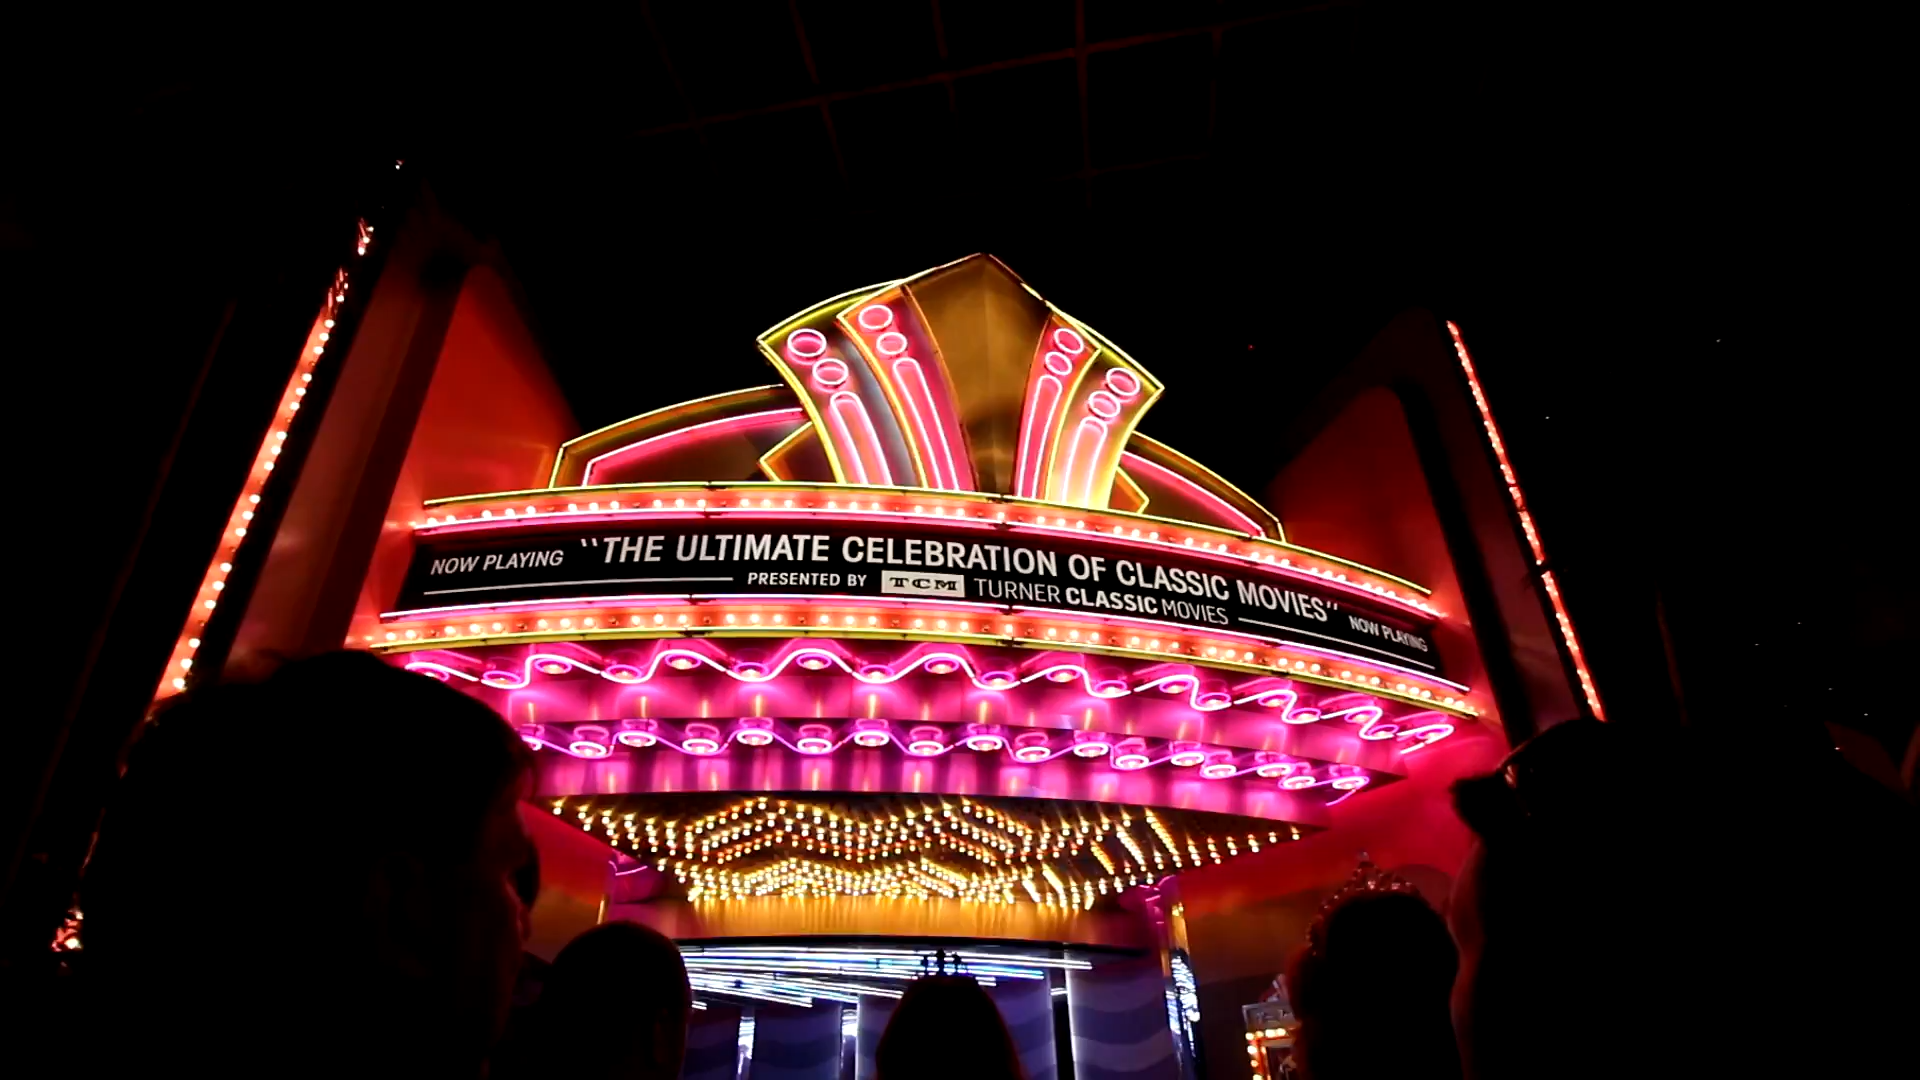 NOW PLAYING "THE ULTIMATE CELEBRATION OF CLASSIC MOVIES" NOW PLAYING
PRESENTED BY TCM TURNER CLASSIC MOVIES